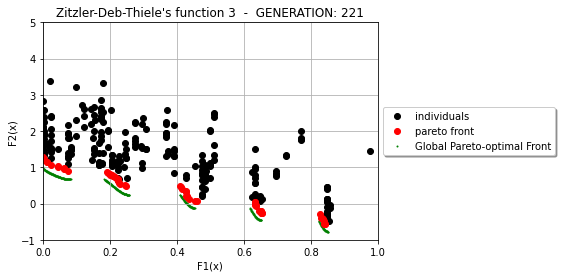 Zitzler-Deb-Thiele's function 3  -  GENERATION: 221
5
4
3
2
1
0
−1
F2(x)
0.0 0.2 0.4 0.6 0.8 1.0
F1(x)
individuals
pareto front
Global Pareto-optimal Front